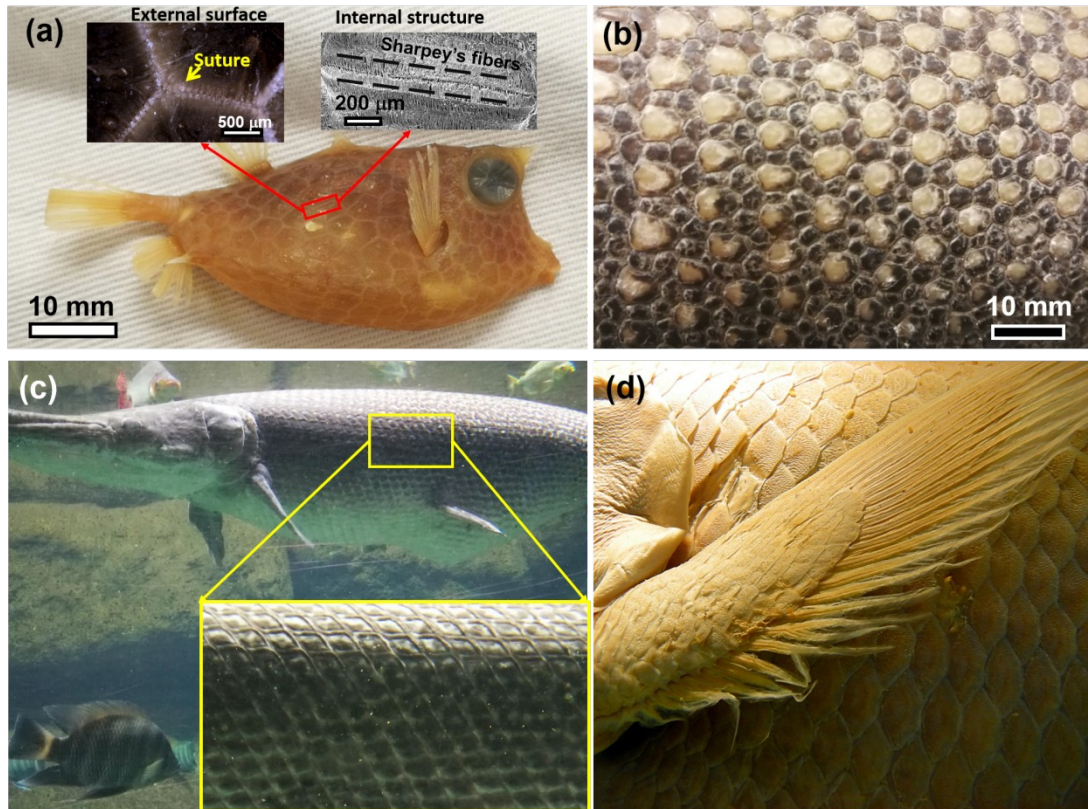 (a)
External surface
Suture
500 μm
Internal structure
Sharpey's fibers
200 μm
10 mm
(b)
10 mm
(c)
(d)